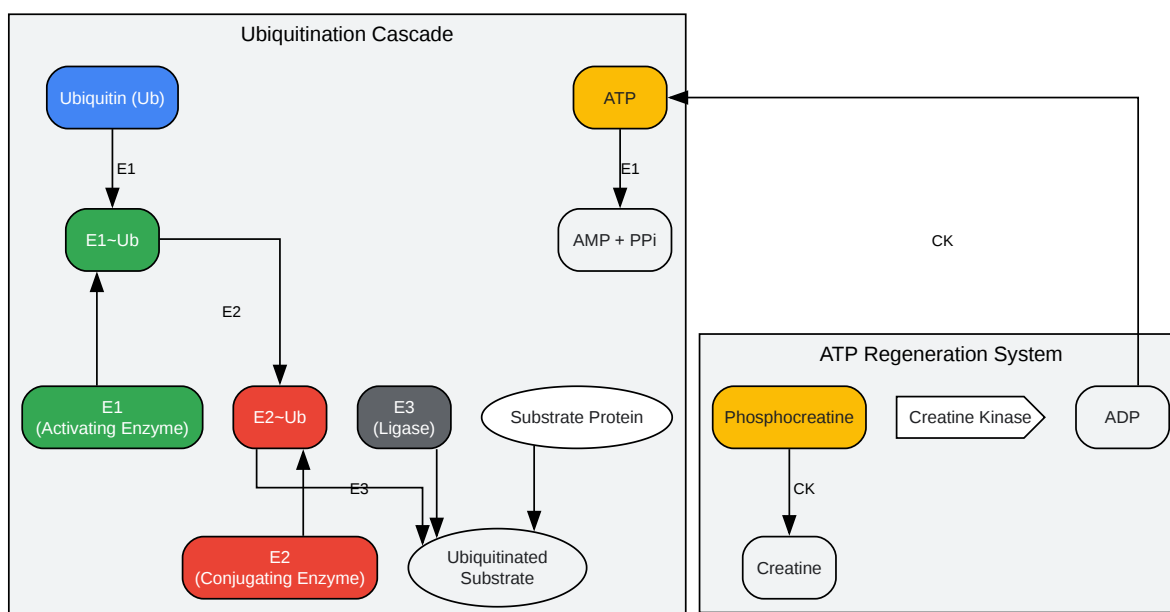 Ubiquitination Cascade
Ubiquitin (Ub)
ATP
E1
E1
E1~Ub
AMP + PPi
CK
E2
ATP Regeneration System
E1
(Activating Enzyme)
E2~Ub
E3
(Ligase)
Substrate Protein
Phosphocreatine
Creatine Kinase
ADP
E3
CK
E2
(Conjugating Enzyme)
Ubiquitinated
Substrate
Creatine